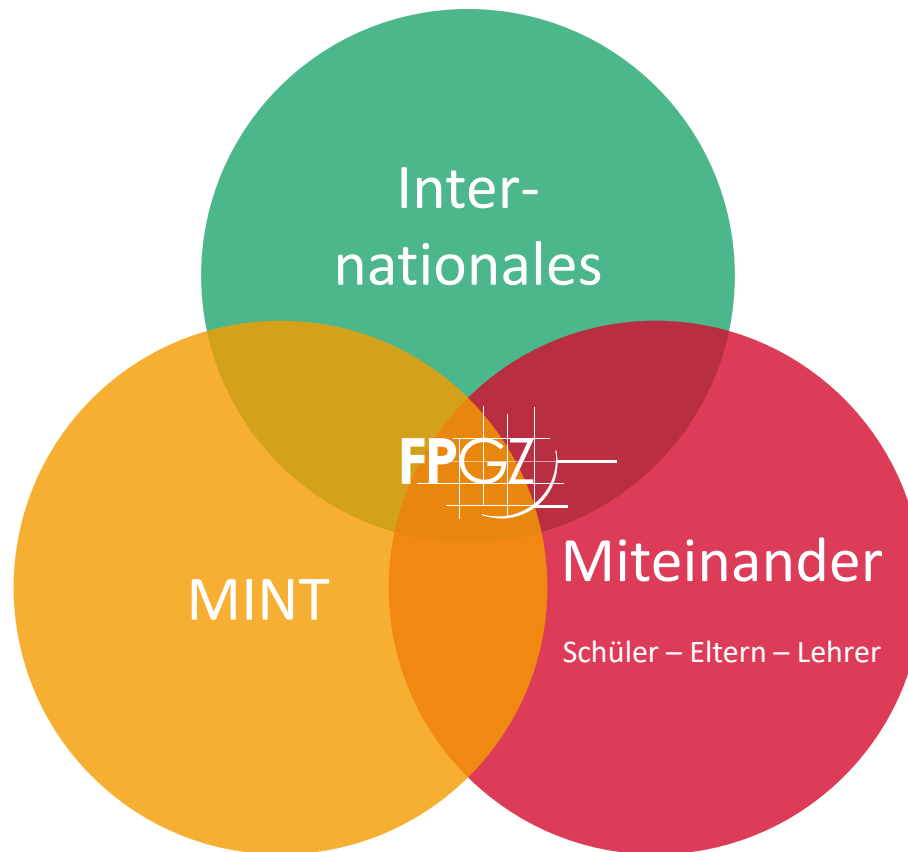 Inter-
nationales
FPGZ
Miteinander
MINT
Schüler – Eltern – Lehrer